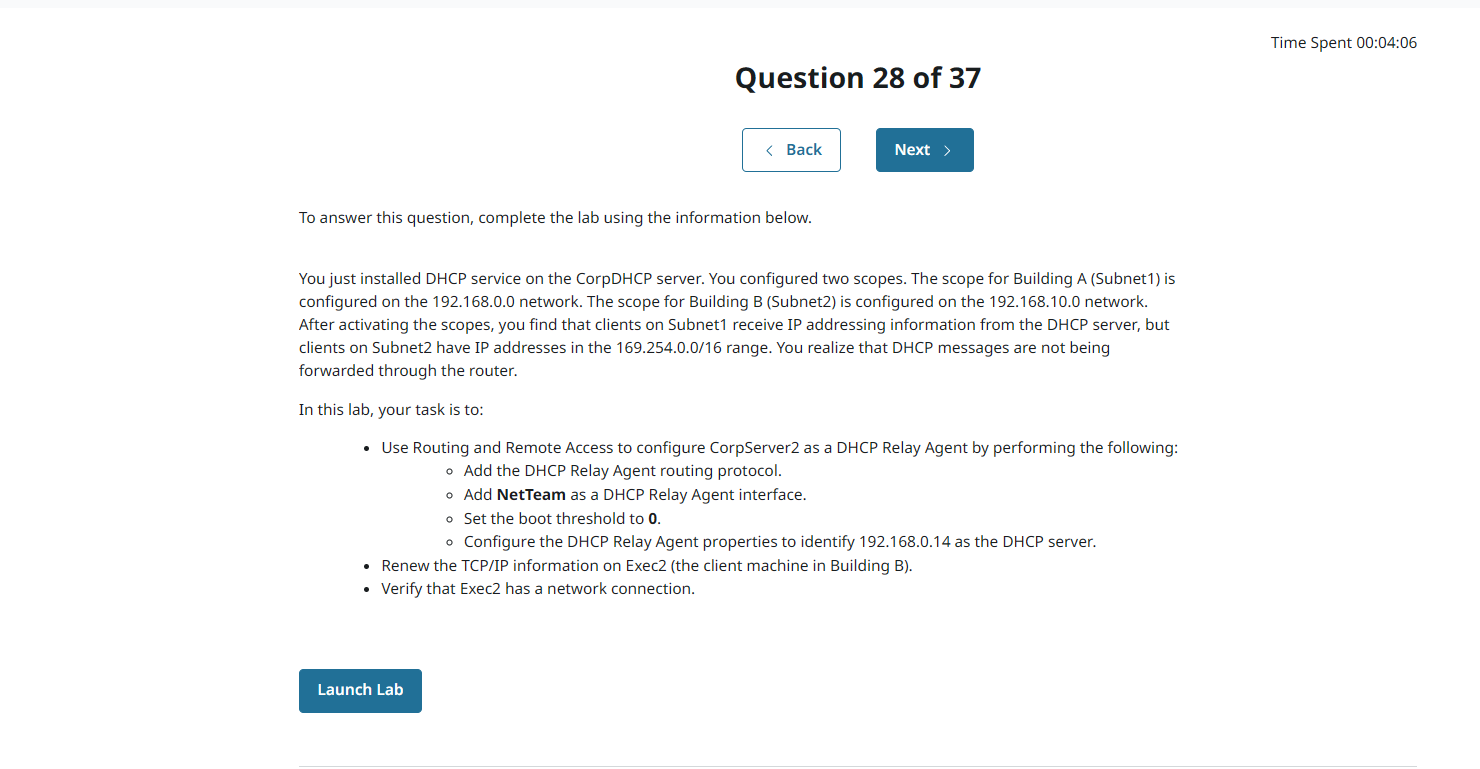 Time Spent 00:04:06
Question 28 of 37
Back
Next
To answer this question, complete the lab using the information below.
You just installed DHCP service on the CorpDHCP server. You configured two scopes. The scope for Building A (Subnet1) is
configured on the 192.168.0.0 network. The scope for Building B (Subnet2) is configured on the 192.168.10.0 network.
After activating the scopes, you find that clients on Subnet1 receive IP addressing information from the DHCP server, but
clients on Subnet2 have IP addresses in the 169.254.0.0/16 range. You realize that DHCP messages are not being
forwarded through the router.
In this lab, your task is to:
• Use Routing and Remote Access to configure CorpServer2 as a DHCP Relay Agent by performing the following:
◦ Add the DHCP Relay Agent routing protocol.
◦ Add NetTeam as a DHCP Relay Agent interface.
◦ Set the boot threshold to 0.
◦ Configure the DHCP Relay Agent properties to identify 192.168.0.14 as the DHCP server.
• Renew the TCP/IP information on Exec2 (the client machine in Building B).
• Verify that Exec2 has a network connection.
Launch Lab